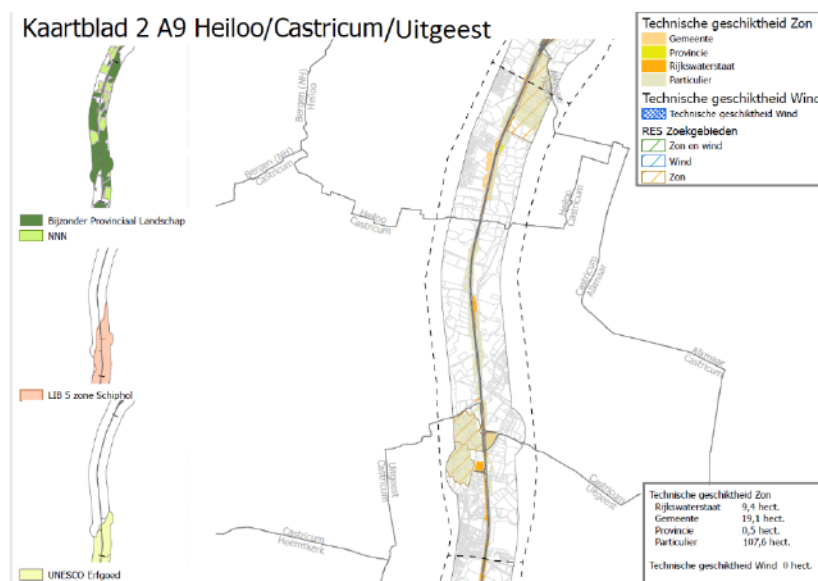 Kaartblad 2 A9 Heiloo/Castricum/Uitgeest
Bijzonder Provinciaal Landschap
NNN
LIB 5 zone Schiphol
UNESCO Erfgoed
Bergen (NH)
Heiloo
Bergen (NH)
Castricum
Heiloo
Castricum
Heiloo
Castricum
Castricum
Alkmaar
Alkmaar
Castricum
Uitgeest
Castricum
Castricum
Uitgeest
Castricum
Heemskerk
Technische geschiktheid Zon
Gemeente
Provincie
Rijkswaterstaat
Particulier
Technische geschiktheid Wind
Technische geschiktheid Wind
RES Zoekgebieden
Zon en wind
Wind
Zon
Technische geschiktheid Zon
Rijkswaterstaat 9,4 hect.
Gemeente 19,1 hect.
Provincie 0,5 hect.
Particulier 107,6 hect.
Technische geschiktheid Wind 0 hect.